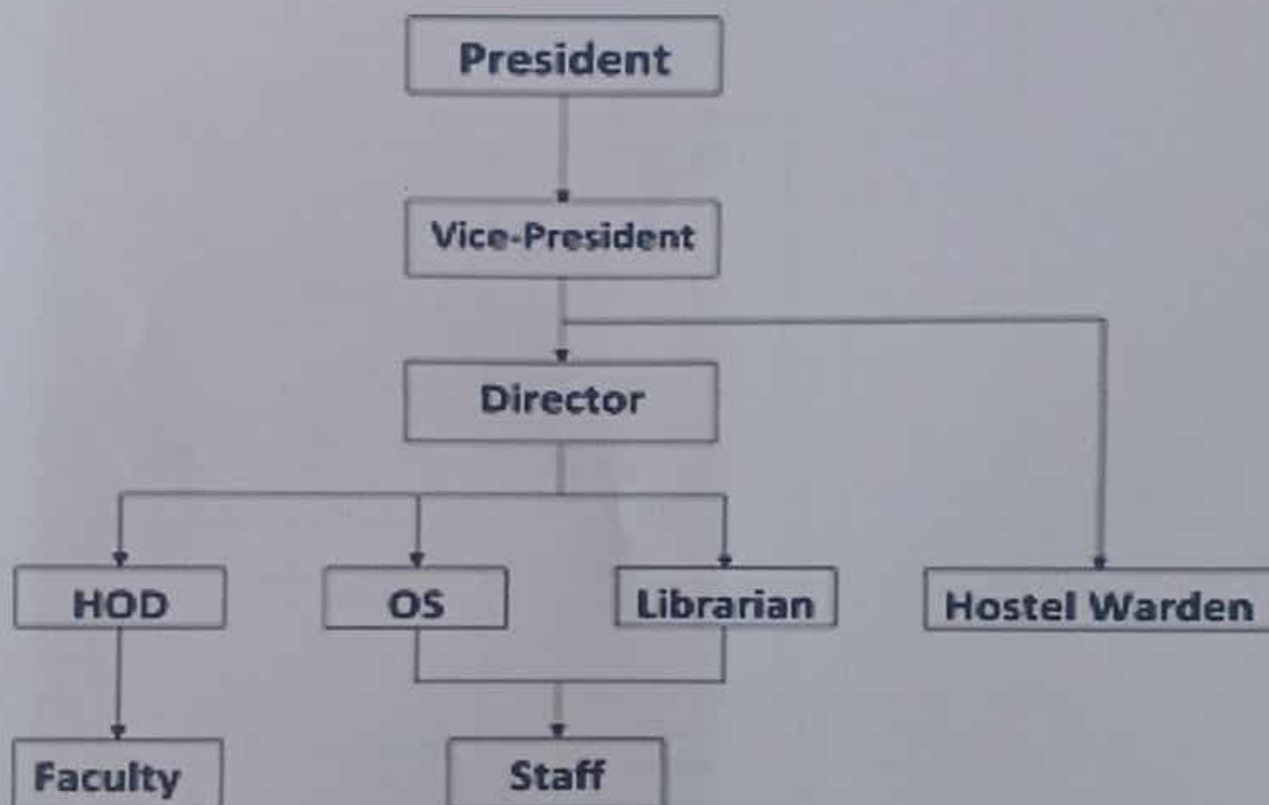 President
Vice-President
Director
HOD OS Librarian Hostel Warden
Faculty Staff